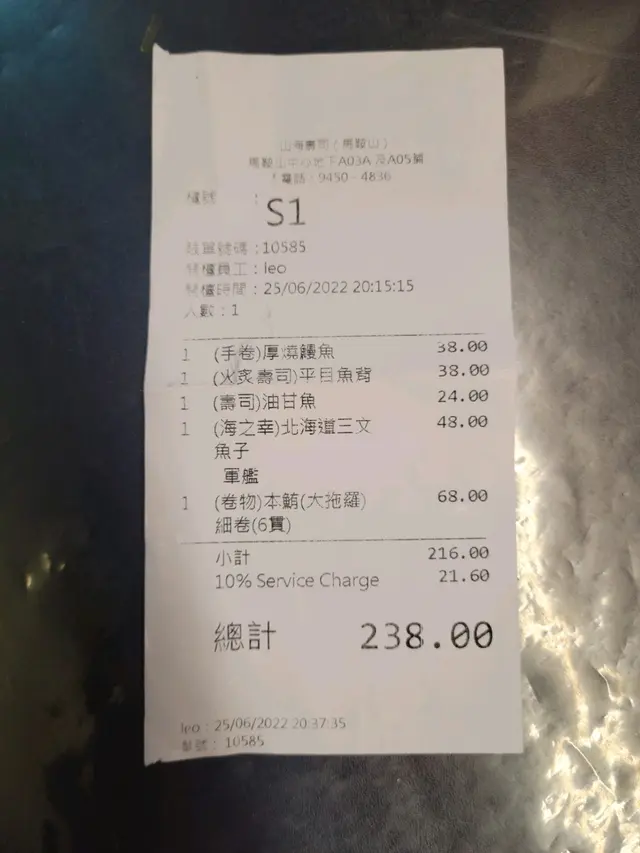 山海壽司(馬鞍山)
馬鞍山中心地下A03A 及A05舖
電話：9450-4836
檯號 :
S1
賬單號碼：10585
開檯員工：leo
開檯時間：25/06/2022 20:15:15
人數：1
1 (手卷)厚燒鰻魚 38.00
1 (火炙壽司)平目魚背 38.00
1 (壽司)油甘魚 24.00
1 (海之幸)北海道三文 48.00
魚子
軍艦
1 (卷物)本鮪(大拖羅) 68.00
細卷(6貫)
小計 216.00
10% Service Charge 21.60
總計 238.00
leo : 25/06/2022 20:37:35
單號： 10585